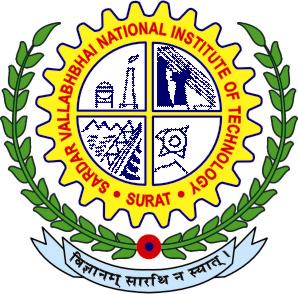 SARDAR VALLABHBHAI NATIONAL INSTITUTE OF TECHNOLOGY
• SURAT •
विज्ञानम् सारथि न स्यात् ।